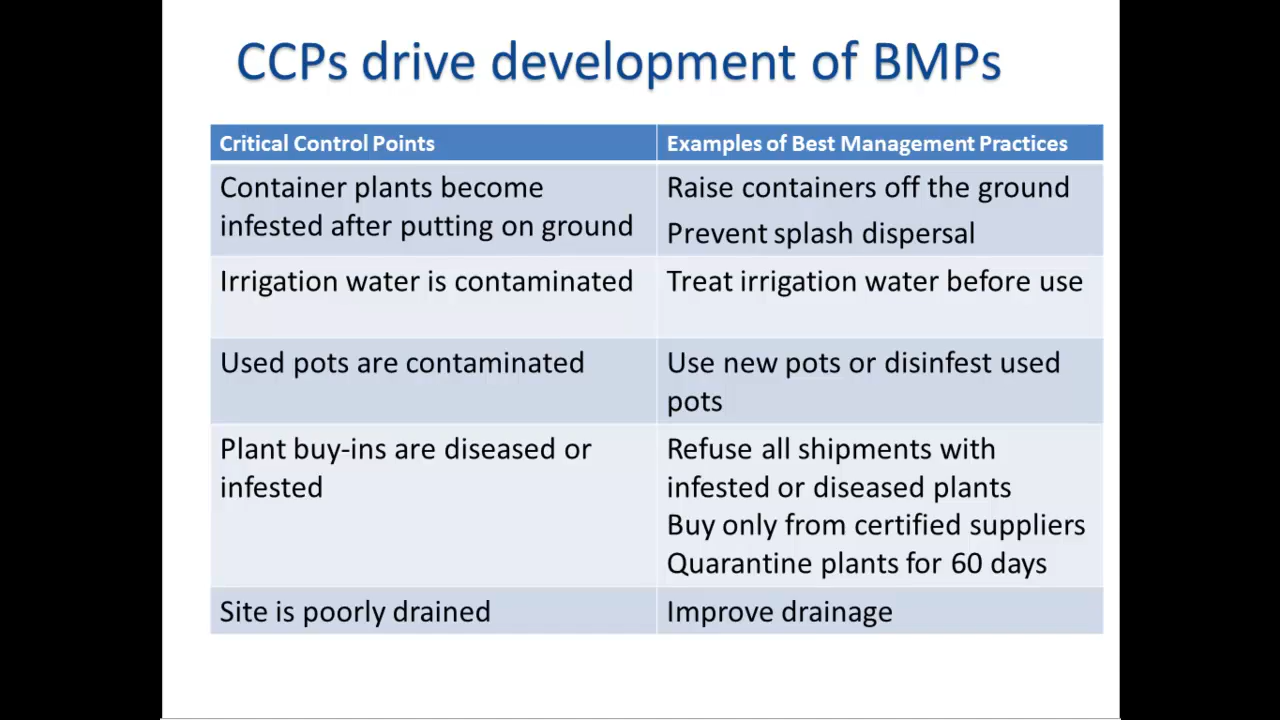 CCPs drive development of BMPs
Critical Control Points
Examples of Best Management Practices
Container plants become
infested after putting on ground
Raise containers off the ground
Prevent splash dispersal
Irrigation water is contaminated
Treat irrigation water before use
Used pots are contaminated
Use new pots or disinfest used
pots
Plant buy-ins are diseased or
infested
Refuse all shipments with
infested or diseased plants
Buy only from certified suppliers
Quarantine plants for 60 days
Site is poorly drained
Improve drainage